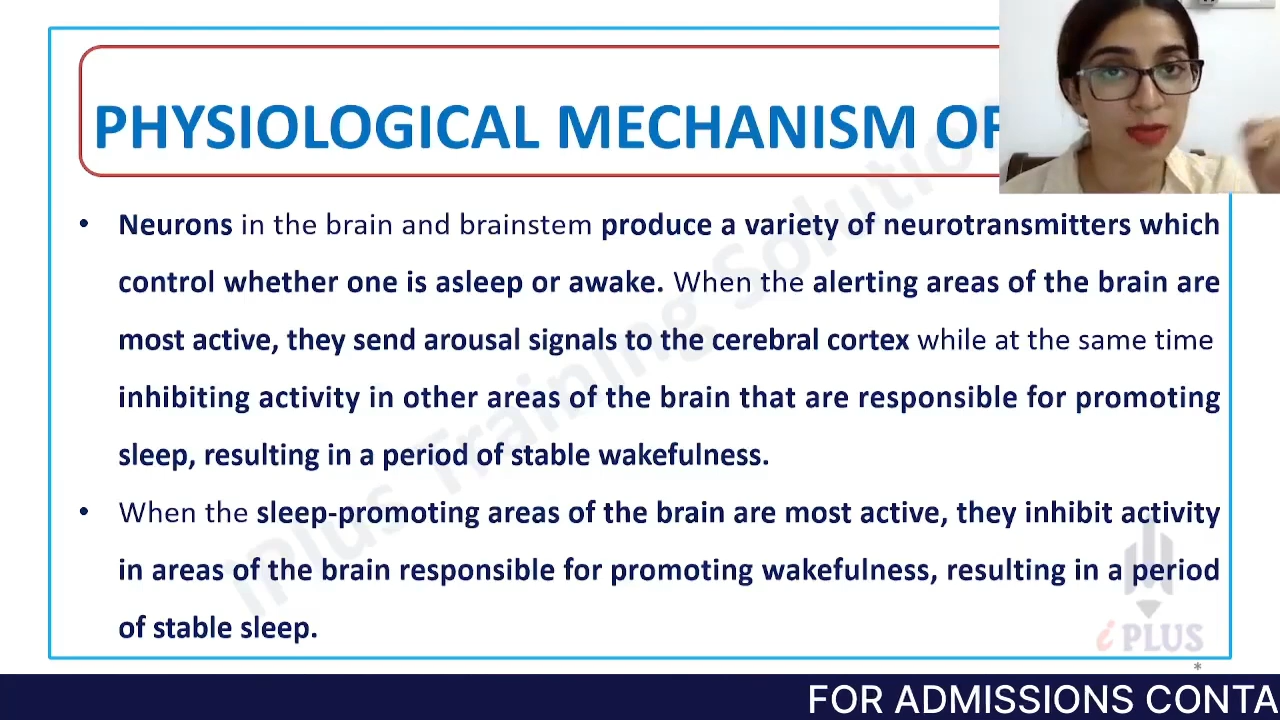 PHYSIOLOGICAL MECHANISM OF
• Neurons in the brain and brainstem produce a variety of neurotransmitters which
control whether one is asleep or awake. When the alerting areas of the brain are
most active, they send arousal signals to the cerebral cortex while at the same time
inhibiting activity in other areas of the brain that are responsible for promoting
sleep, resulting in a period of stable wakefulness.
• When the sleep-promoting areas of the brain are most active, they inhibit activity
in areas of the brain responsible for promoting wakefulness, resulting in a period
of stable sleep.
Iplus Training Solutio
i PLUS
*
FOR ADMISSIONS CONTA